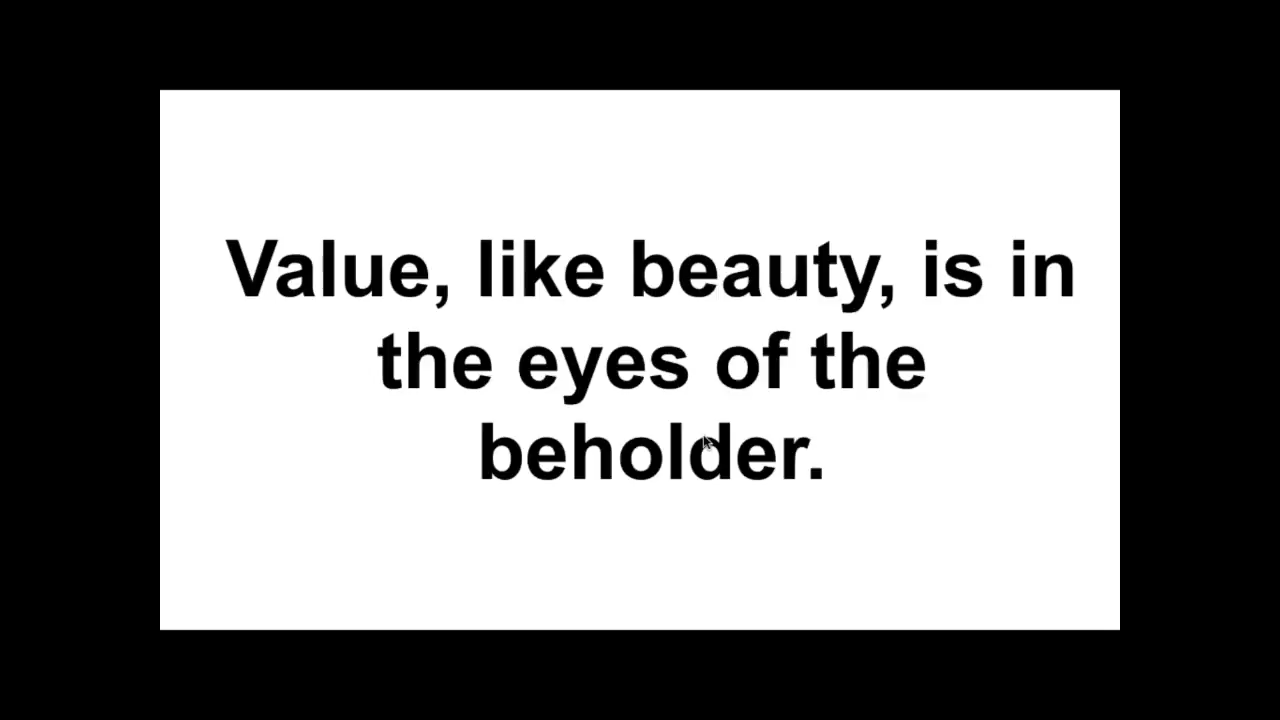 Value, like beauty, is in
the eyes of the
beholder.